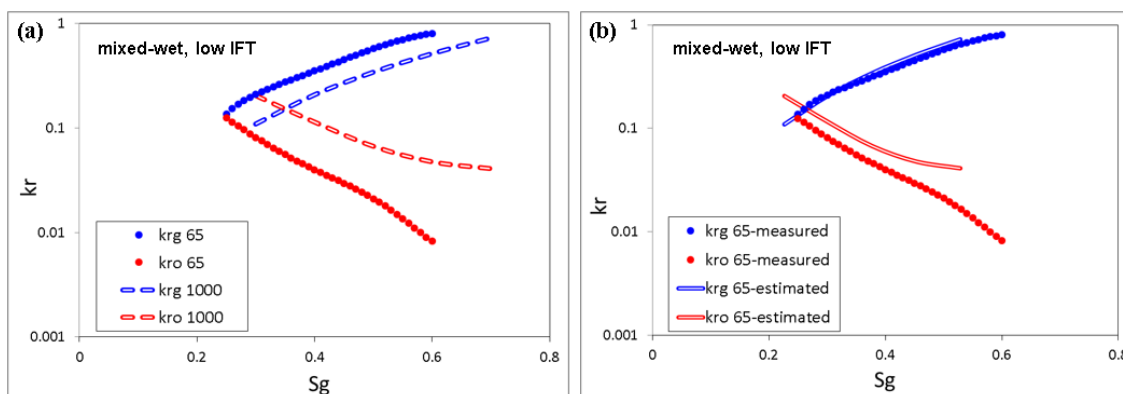 (a)
mixed-wet, low IFT
kr
1
0.1
0.01
0.001
0
0.2
0.4
0.6
0.8
Sg
krg 65
kro 65
krg 1000
kro 1000
(b)
mixed-wet, low IFT
kr
1
0.1
0.01
0.001
0
0.2
0.4
0.6
0.8
Sg
krg 65-measured
kro 65-measured
krg 65-estimated
kro 65-estimated